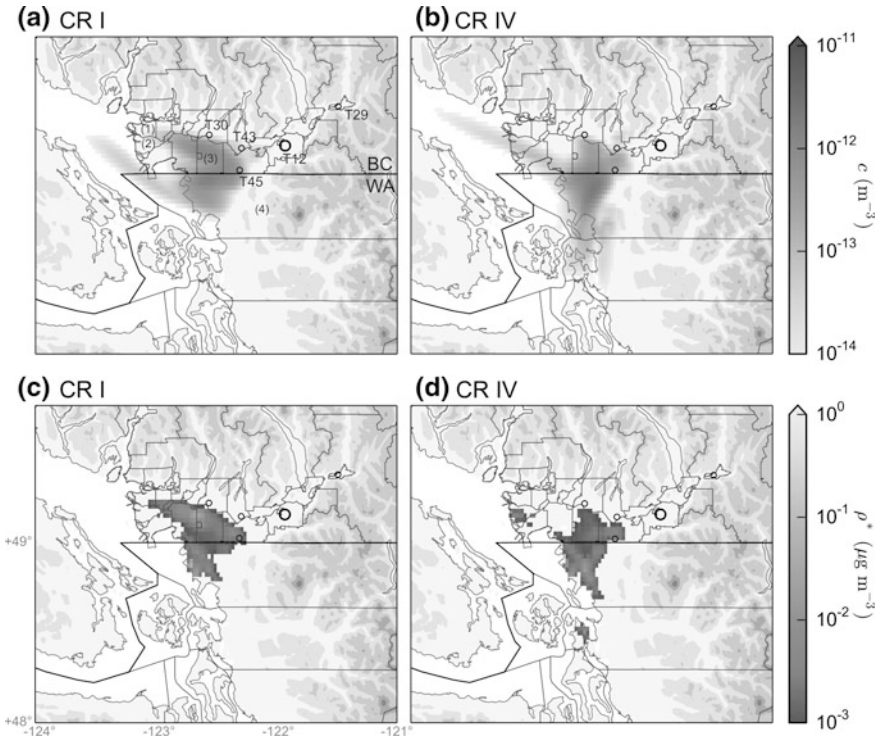 (a) CR I
(b) CR IV
(1)
(2)
(3)
(4)
T30
T43
T29
T12
T45
BC
WA
10⁻¹¹
10⁻¹²
10⁻¹³
10⁻¹⁴
c (m⁻³)
(c) CR I
(d) CR IV
+49°
+48°
-124°
-123°
-122°
-121°
10⁰
10⁻¹
10⁻²
10⁻³
ρ* (μg m⁻³)